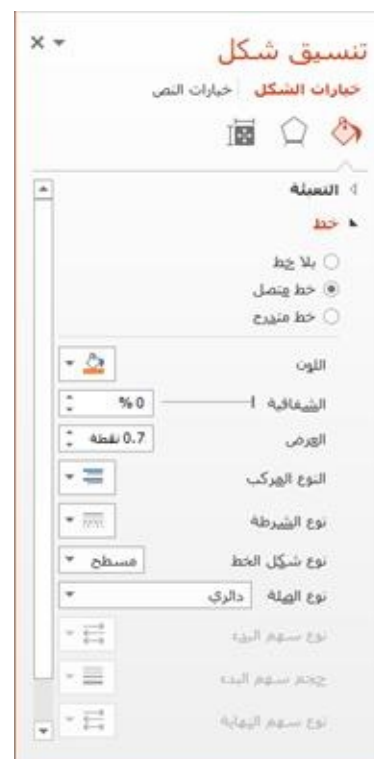 تنسيق شكل
خيارات الشكل خيارات النص
التعبئة
خط
بلا خط
خط متصل
خط متدرج
اللون
الشفافية % 0
العرض 0.7 نقطة
النوع المركب
نوع الشرطة
نوع شكل الخط مسطح
نوع الوصلة دائري
نوع سهم البدء
حجم سهم البدء
نوع سهم النهاية